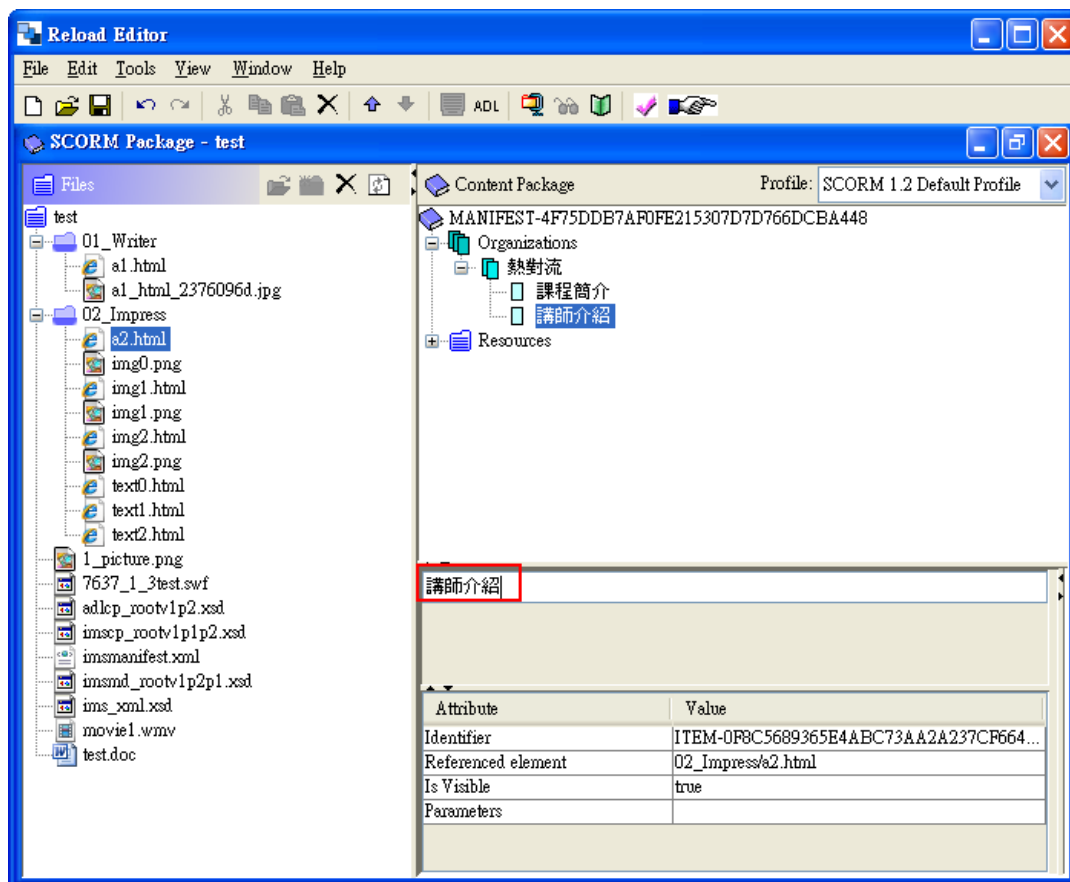 Reload Editor
File Edit Tools View Window Help
ADL
SCORM Package - test
Files
test
01_Writer
a1.html
a1_html_2376096d.jpg
02_Impress
a2.html
img0.png
img1.html
img1.png
img2.html
img2.png
text0.html
text1.html
text2.html
1_picture.png
7637_1_3test.swf
adlcp_rootv1p2.xsd
imscp_rootv1p1p2.xsd
imsmanifest.xml
imsmd_rootv1p2p1.xsd
ims_xml.xsd
movie1.wmv
test.doc
Content Package Profile: SCORM 1.2 Default Profile
MANIFEST-4F75DDB7AF0FE215307D7D766DCBA448
Organizations
熱對流
課程簡介
講師介紹
Resources
講師介紹
Attribute Value
Identifier ITEM-0F8C5689365E4ABC73AA2A237CF664...
Referenced element 02_Impress/a2.html
Is Visible true
Parameters